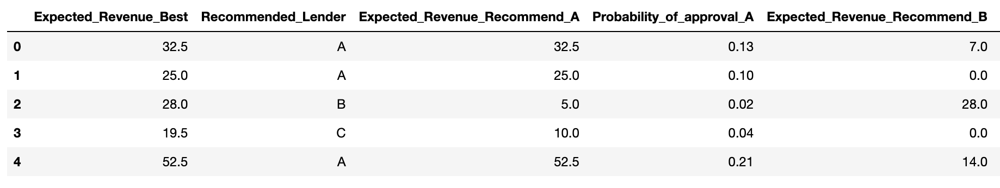 Expected_Revenue_Best Recommended_Lender Expected_Revenue_Recommend_A Probability_of_approval_A Expected_Revenue_Recommend_B
0 32.5 A 32.5 0.13 7.0
1 25.0 A 25.0 0.10 0.0
2 28.0 B 5.0 0.02 28.0
3 19.5 C 10.0 0.04 0.0
4 52.5 A 52.5 0.21 14.0